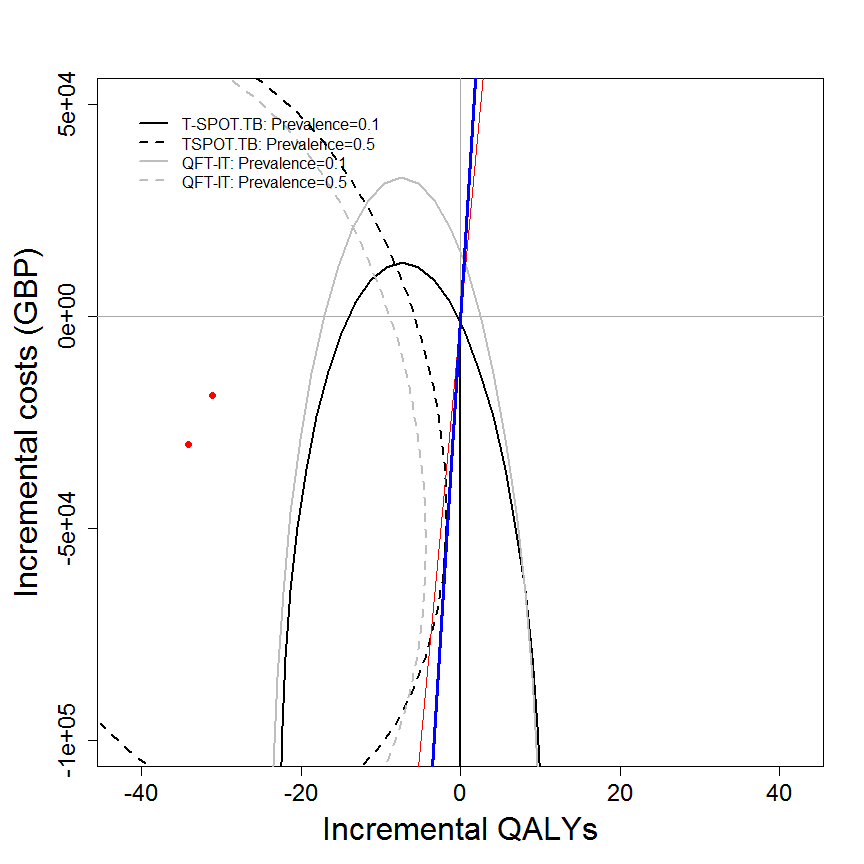 T-SPOT.TB: Prevalence=0.1
TSPOT.TB: Prevalence=0.5
QFT-IT: Prevalence=0.1
QFT-IT: Prevalence=0.5
Incremental costs (GBP)
5e+04
0e+00
-5e+04
-1e+05
-40 -20 0 20 40
Incremental QALYs